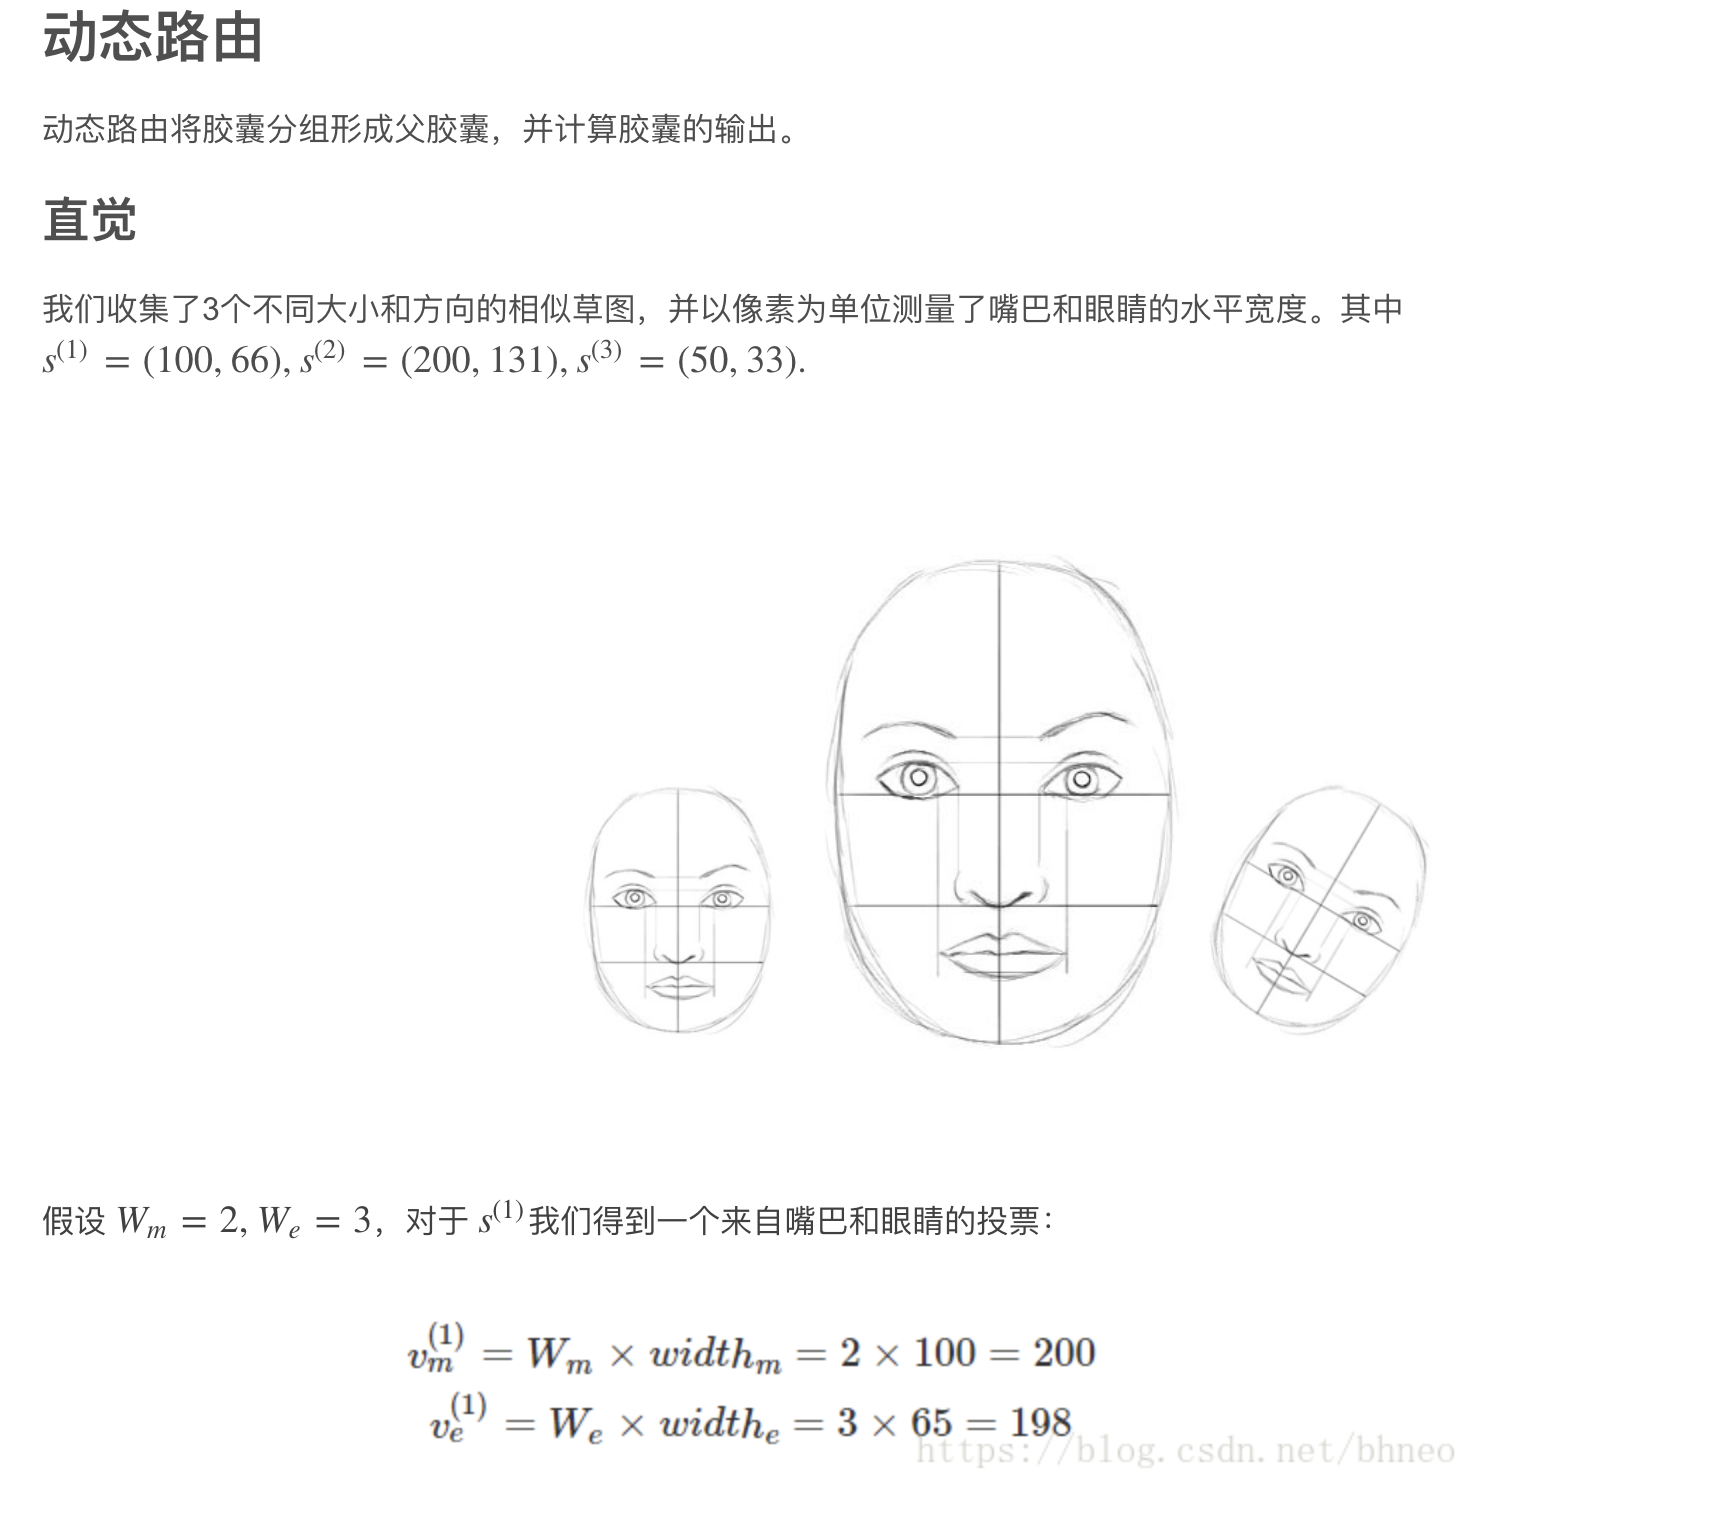 动态路由
动态路由将胶囊分组形成父胶囊，并计算胶囊的输出。
直觉
我们收集了3个不同大小和方向的相似草图，并以像素为单位测量了嘴巴和眼睛的水平宽度。其中
s^(1) = (100, 66), s^(2) = (200, 131), s^(3) = (50, 33).
假设 W_m = 2, W_e = 3，对于 s^(1)我们得到一个来自嘴巴和眼睛的投票：
v_m^(1) = W_m × width_m = 2 × 100 = 200
v_e^(1) = W_e × width_e = 3 × 65 = 198
https://blog.csdn.net/bhneo